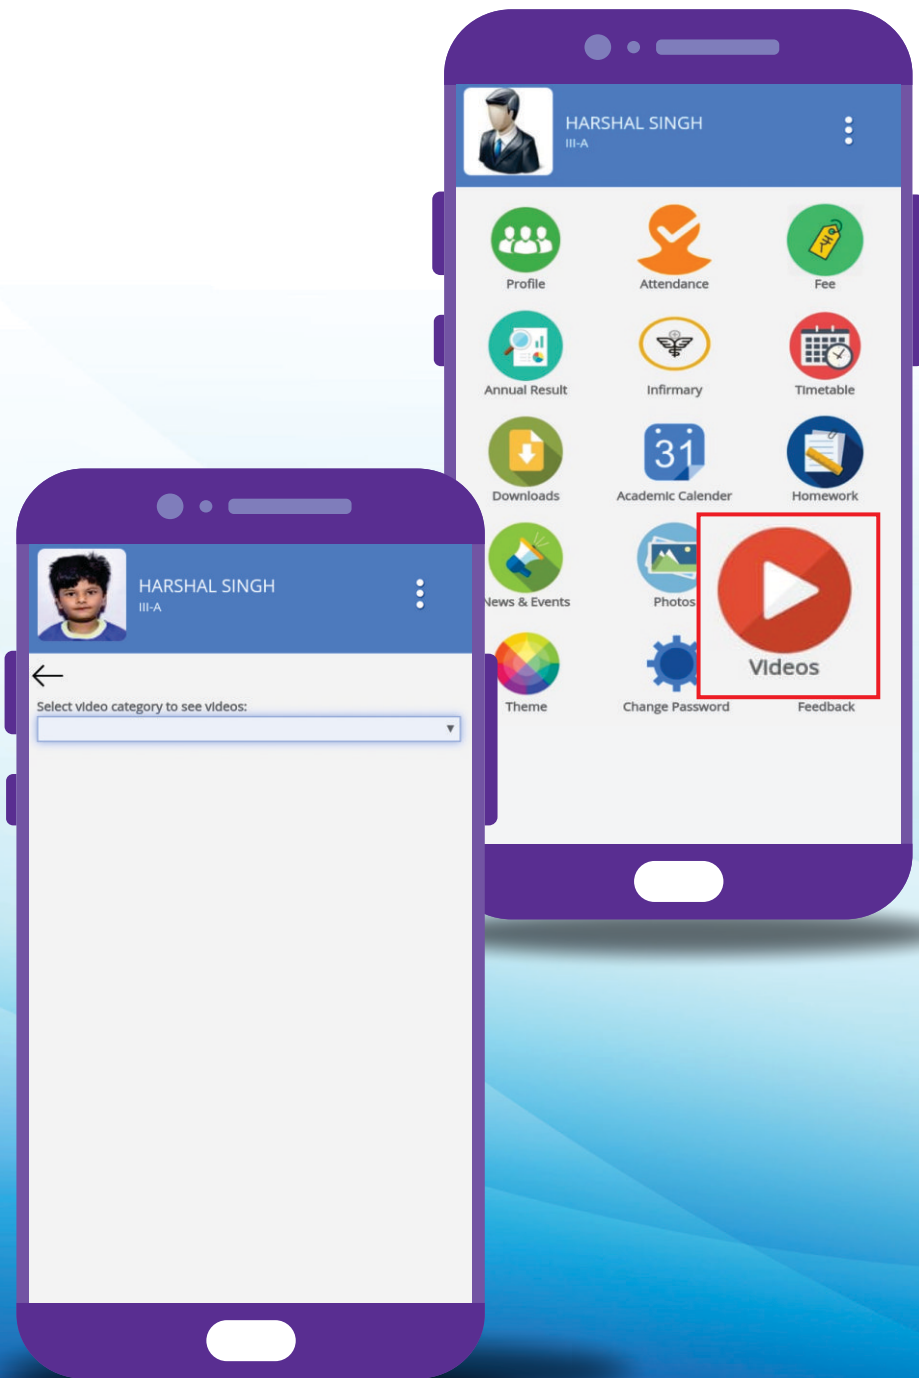 HARSHAL SINGH
III-A
Profile Attendance Fee
Annual Result Infirmary Timetable
31
Downloads Academic Calender Homework
News & Events Photos Videos
Theme Change Password Feedback
HARSHAL SINGH
III-A
Select video category to see videos: